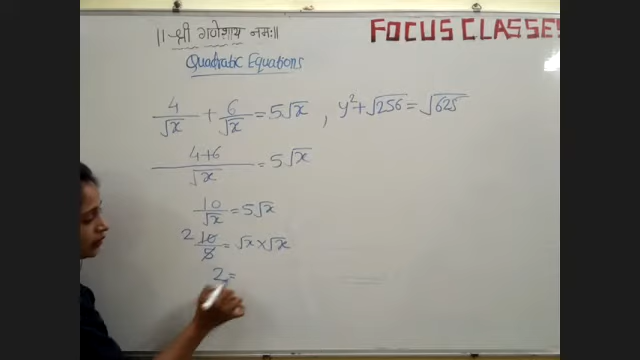 ॥ श्री गणेशाय नमः॥
FOCUS CLASSES
Quadratic Equations
4/√x + 6/√x = 5√x , y² + √256 = √625
4+6/√x = 5√x
10/√x = 5√x
2 10/5 = √x × √x
2 =